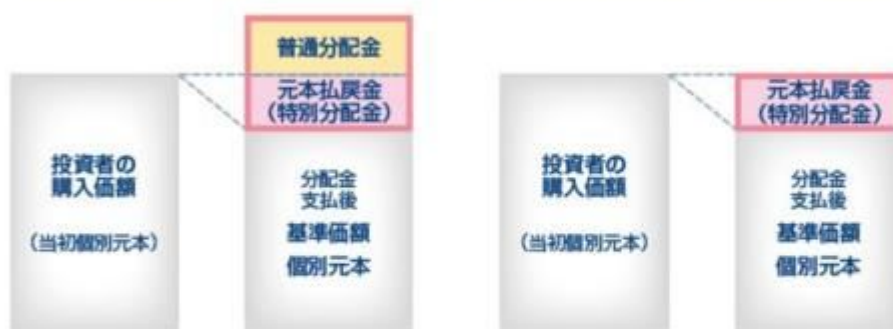 投資者の
購入価額
（当初個別元本）
普通分配金
元本払戻金
（特別分配金）
分配金
支払後
基準価額
個別元本
投資者の
購入価額
（当初個別元本）
元本払戻金
（特別分配金）
分配金
支払後
基準価額
個別元本